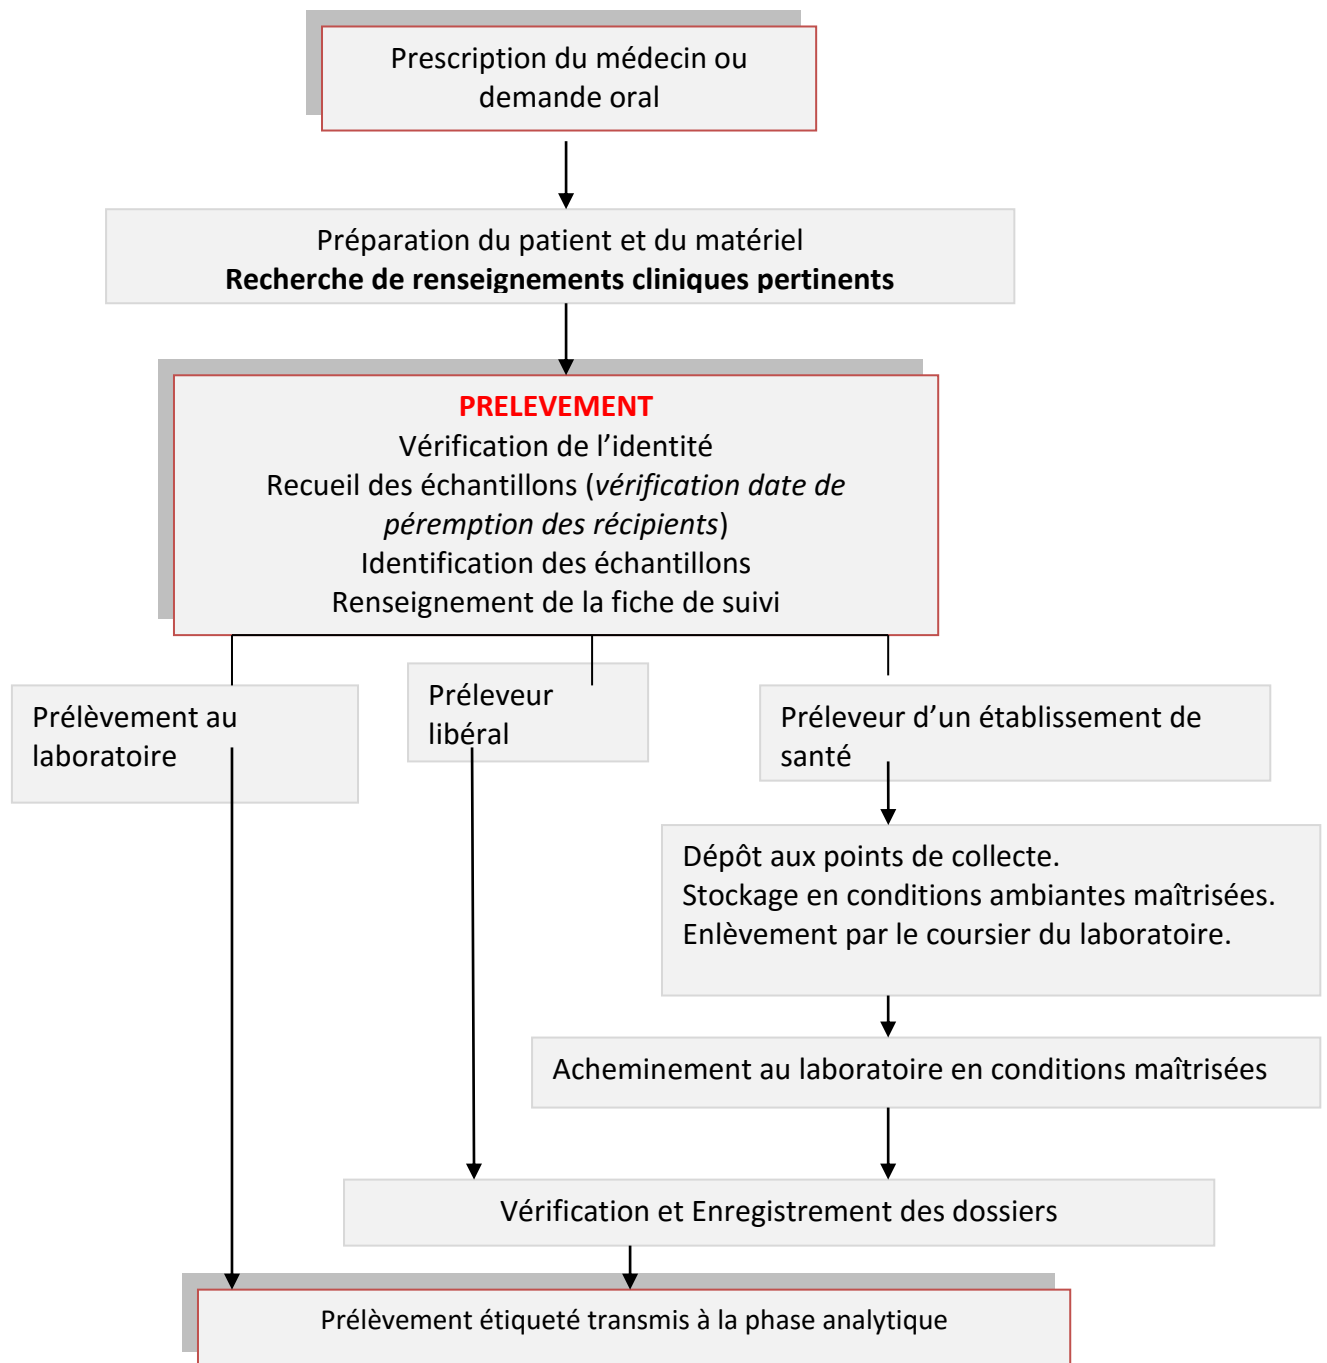 Prescription du médecin ou
demande oral
Préparation du patient et du matériel
Recherche de renseignements cliniques pertinents
PRELEVEMENT
Vérification de l’identité
Recueil des échantillons (vérification date de
péremption des récipients)
Identification des échantillons
Renseignement de la fiche de suivi
Prélèvement au
laboratoire
Préleveur
libéral
Préleveur d’un établissement de
santé
Dépôt aux points de collecte.
Stockage en conditions ambiantes maîtrisées.
Enlèvement par le coursier du laboratoire.
Acheminement au laboratoire en conditions maîtrisées
Vérification et Enregistrement des dossiers
Prélèvement étiqueté transmis à la phase analytique